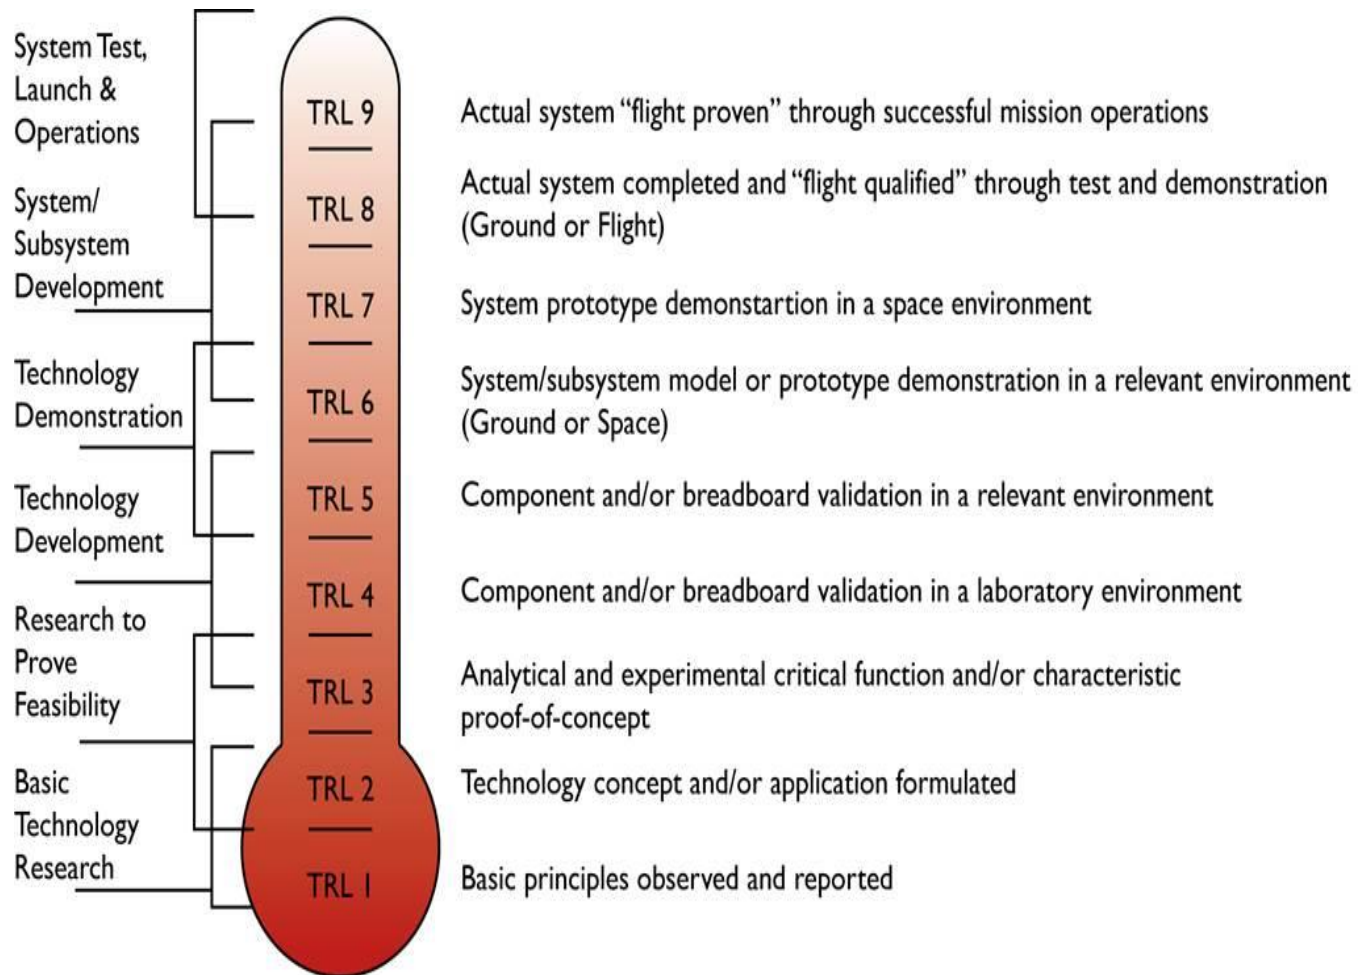 System Test,
Launch &
Operations
System/
Subsystem
Development
Technology
Demonstration
Technology
Development
Research to
Prove
Feasibility
Basic
Technology
Research
TRL 9
TRL 8
TRL 7
TRL 6
TRL 5
TRL 4
TRL 3
TRL 2
TRL 1
Actual system “flight proven” through successful mission operations
Actual system completed and “flight qualified” through test and demonstration
(Ground or Flight)
System prototype demonstartion in a space environment
System/subsystem model or prototype demonstration in a relevant environment
(Ground or Space)
Component and/or breadboard validation in a relevant environment
Component and/or breadboard validation in a laboratory environment
Analytical and experimental critical function and/or characteristic
proof-of-concept
Technology concept and/or application formulated
Basic principles observed and reported